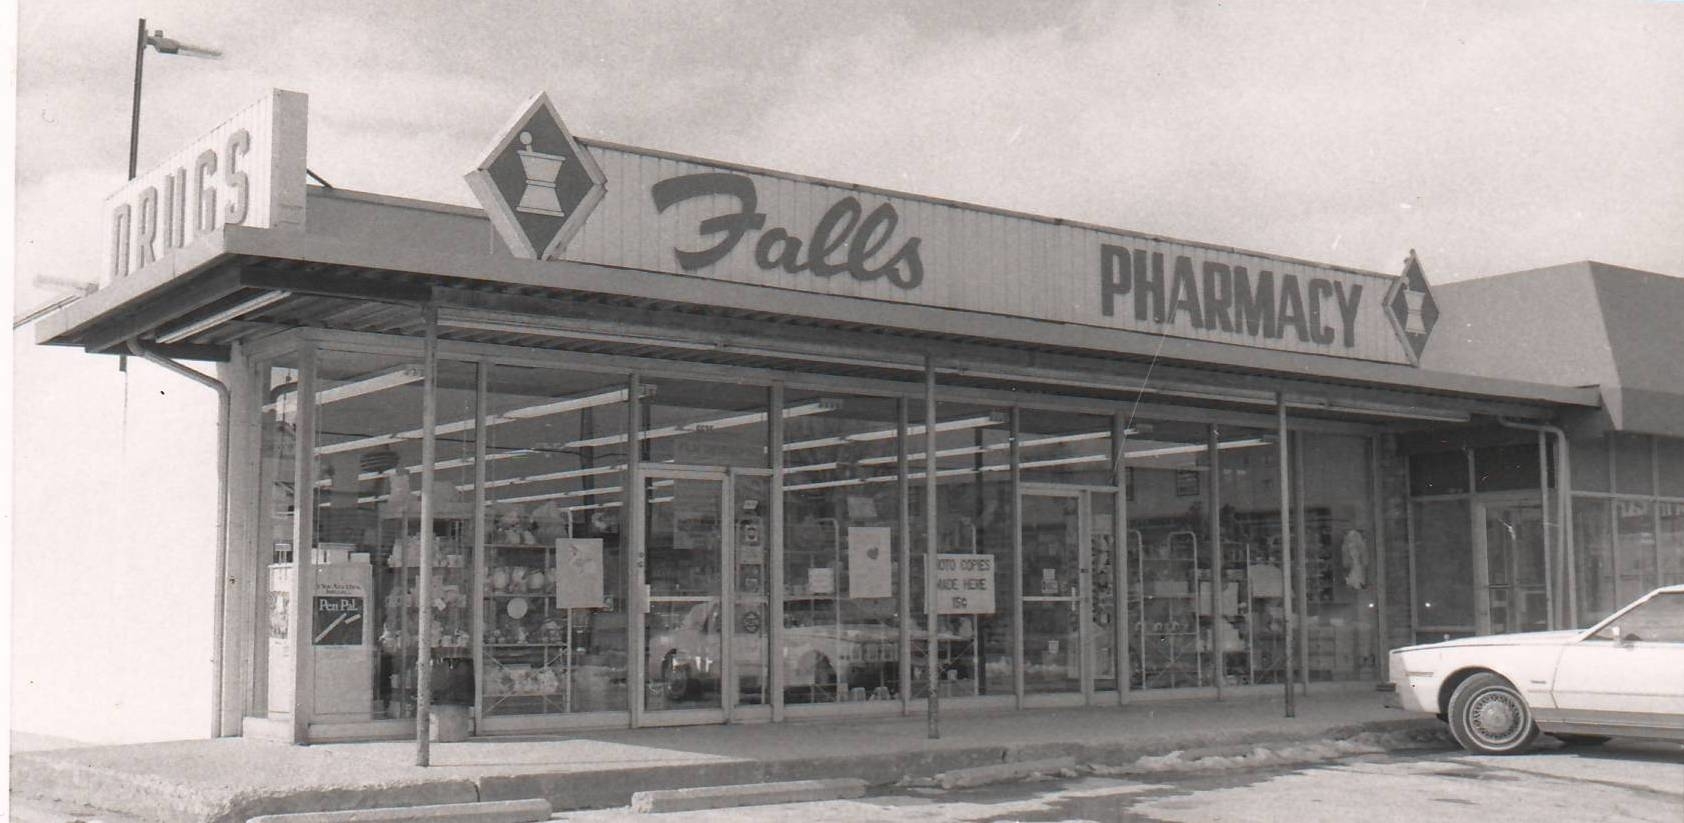 DRUGS
Falls PHARMACY
Pen Pal
OTO COPIES
MADE HERE
15¢